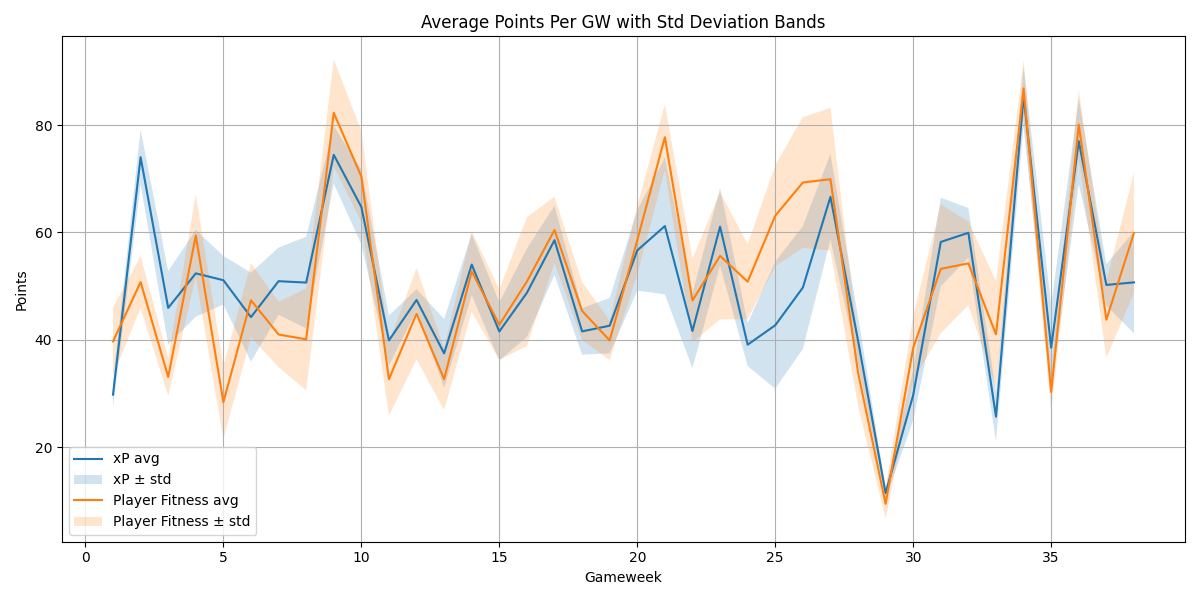 Average Points Per GW with Std Deviation Bands
Points
80
60
40
20
xP avg
xP ± std
Player Fitness avg
Player Fitness ± std
0 5 10 15 20 25 30 35
Gameweek